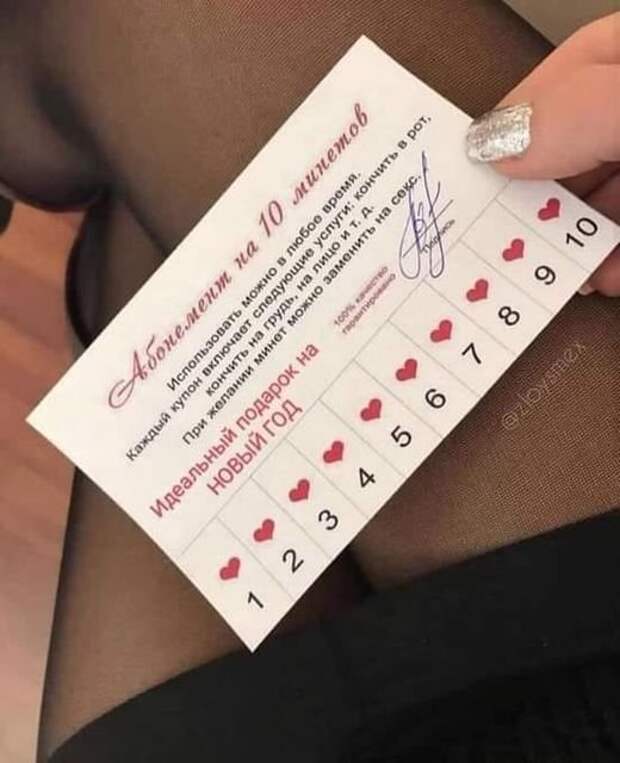 Абонемент на 10 минетов
Использовать можно в любое время.
Каждый купон включает следующие услуги: кончить в рот,
кончить на грудь, на лицо и т. д.
При желании минет можно заменить на секс.
Идеальный подарок на
НОВЫЙ ГОД
100% качество
гарантировано
Подпись
1 2 3 4 5 6 7 8 9 10
@zloysmex